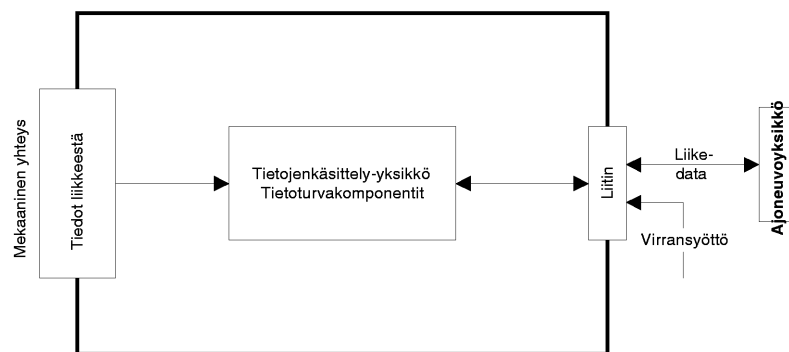 Mekaaninen yhteys
Tiedot liikkeestä
Tietojenkäsittely-yksikkö
Tietoturvakomponentit
Liitin
Liike-
data
Virransyöttö
Ajoneuvoyksikkö